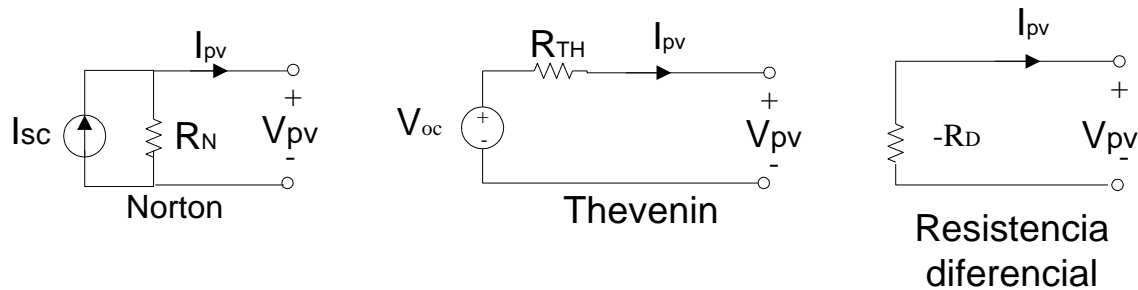 Ipv
Isc
RN
+
Vpv
-
Norton
RTH
Ipv
Voc
+
-
+
Vpv
-
Thevenin
Ipv
-RD
+
Vpv
-
Resistencia
diferencial